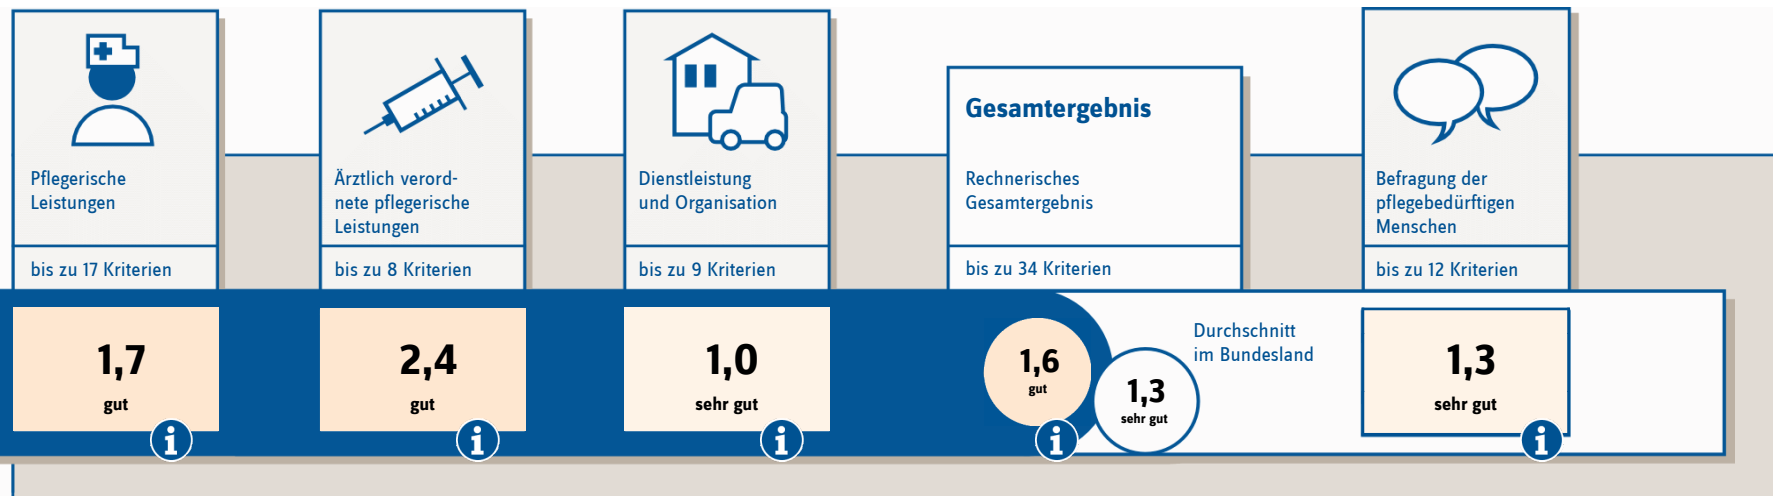 Pflegerische
Leistungen
bis zu 17 Kriterien
1,7
gut
i
Ärztlich verord-
nete pflegerische
Leistungen
bis zu 8 Kriterien
2,4
gut
i
Dienstleistung
und Organisation
bis zu 9 Kriterien
1,0
sehr gut
i
Gesamtergebnis
Rechnerisches
Gesamtergebnis
bis zu 34 Kriterien
1,6
gut
i
1,3
sehr gut
Durchschnitt
im Bundesland
Befragung der
pflegebedürftigen
Menschen
bis zu 12 Kriterien
1,3
sehr gut
i